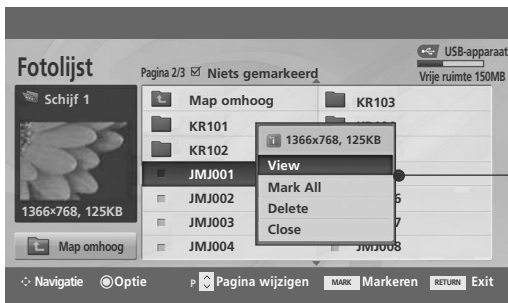 USB-apparaat
Fotolijst
Pagina 2/3 Niets gemarkeerd
Vrije ruimte 150MB
Schijf 1
1366×768, 125KB
Map omhoog
Map omhoog
KR101
KR102
JMJ001
JMJ002
JMJ003
JMJ004
KR103
1366x768, 125KB
View
Mark All
Delete
Close
JMJ008
Navigatie Optie P Pagina wijzigen MARK Markeren RETURN Exit